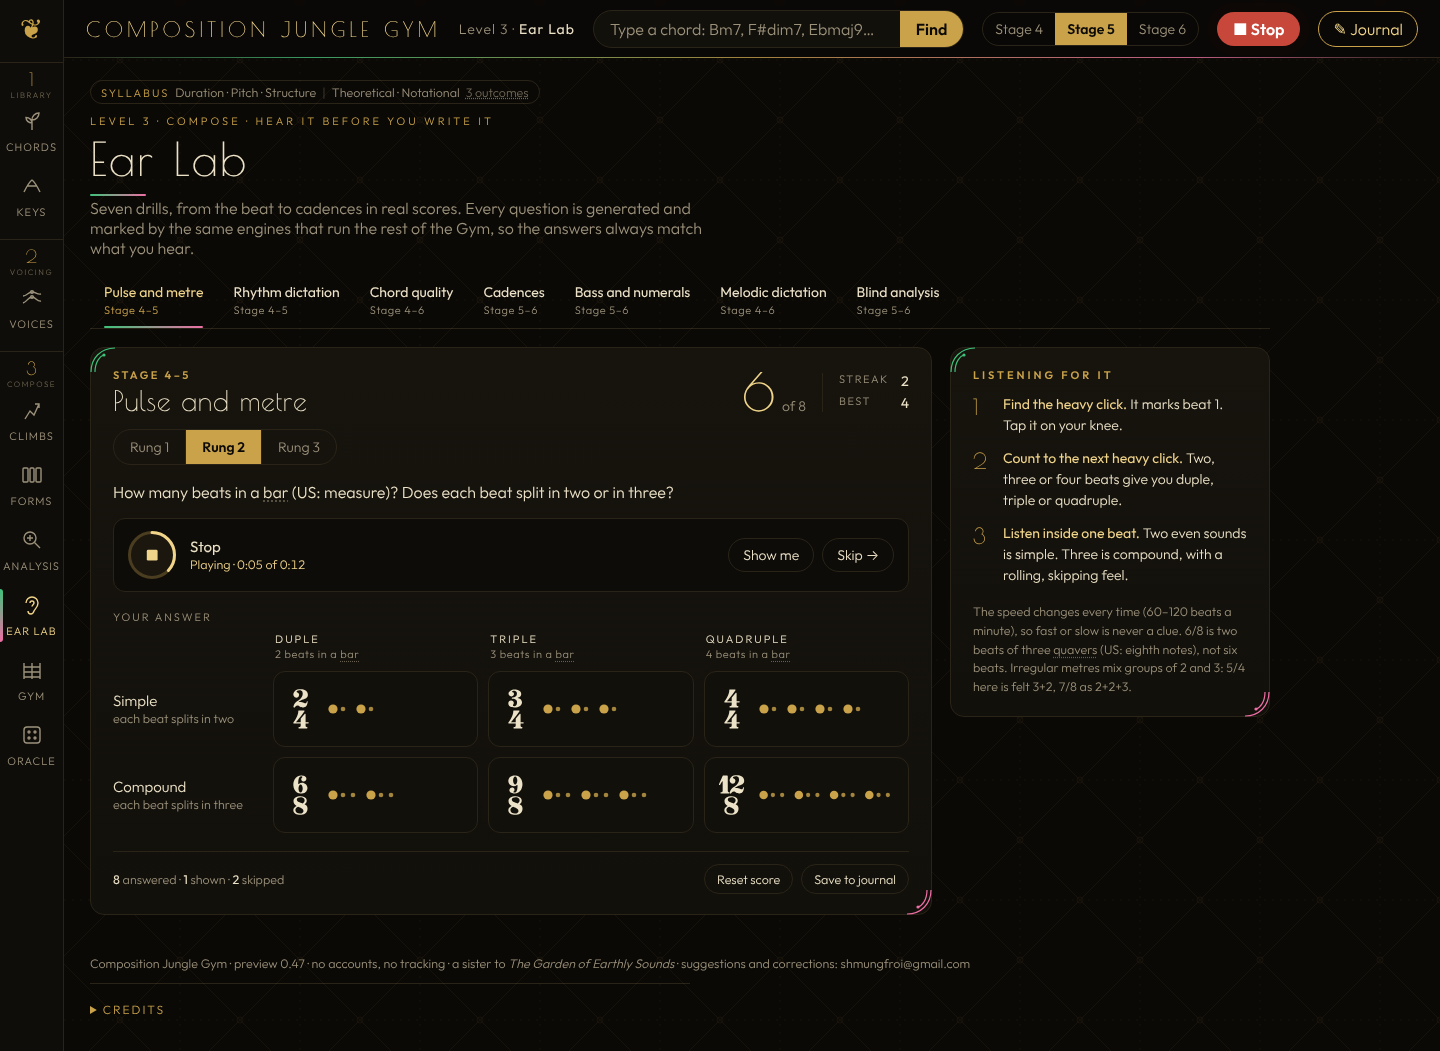 COMPOSITION JUNGLE GYM
Level 3 · Ear Lab
Type a chord: Bm7, F#dim7, Ebmaj9...
Find
Stage 4
Stage 5
Stage 6
Stop
✎ Journal
1
LIBRARY
CHORDS
KEYS
2
VOICING
VOICES
3
COMPOSE
CLIMBS
FORMS
ANALYSIS
EAR LAB
GYM
ORACLE
SYLLABUS Duration · Pitch · Structure | Theoretical · Notational 3 outcomes
LEVEL 3 · COMPOSE · HEAR IT BEFORE YOU WRITE IT
Ear Lab
Seven drills, from the beat to cadences in real scores. Every question is generated and
marked by the same engines that run the rest of the Gym, so the answers always match
what you hear.
Pulse and metre
Stage 4–5
Rhythm dictation
Stage 4–5
Chord quality
Stage 4–6
Cadences
Stage 5–6
Bass and numerals
Stage 5–6
Melodic dictation
Stage 4–6
Blind analysis
Stage 5–6
STAGE 4–5
Pulse and metre
6 of 8
STREAK 2
BEST 4
Rung 1
Rung 2
Rung 3
How many beats in a bar (US: measure)? Does each beat split in two or in three?
Stop
Playing · 0:05 of 0:12
Show me
Skip →
YOUR ANSWER
DUPLE
2 beats in a bar
TRIPLE
3 beats in a bar
QUADRUPLE
4 beats in a bar
Simple
each beat splits in two
2
4
3
4
4
4
Compound
each beat splits in three
6
8
9
8
12
8
8 answered · 1 shown · 2 skipped
Reset score
Save to journal
LISTENING FOR IT
1 Find the heavy click. It marks beat 1.
Tap it on your knee.
2 Count to the next heavy click. Two,
three or four beats give you duple,
triple or quadruple.
3 Listen inside one beat. Two even sounds
is simple. Three is compound, with a
rolling, skipping feel.
The speed changes every time (60–120 beats a
minute), so fast or slow is never a clue. 6/8 is two
beats of three quavers (US: eighth notes), not six
beats. Irregular metres mix groups of 2 and 3: 5/4
here is felt 3+2, 7/8 as 2+2+3.
Composition Jungle Gym · preview 0.47 · no accounts, no tracking · a sister to The Garden of Earthly Sounds · suggestions and corrections: shmungfroi@gmail.com
▶ CREDITS